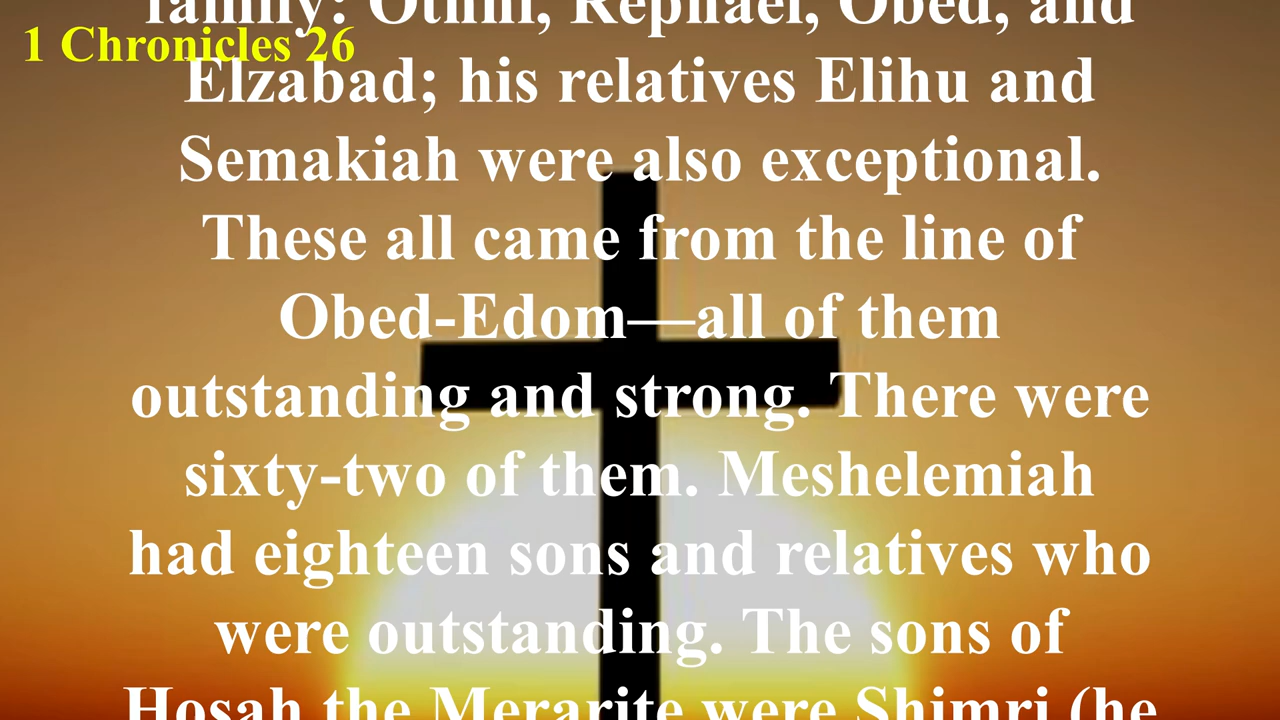 1 Chronicles 26
family: Othni, Rephael, Obed, and
Elzabad; his relatives Elihu and
Semakiah were also exceptional.
These all came from the line of
Obed-Edom—all of them
outstanding and strong. There were
sixty-two of them. Meshelemiah
had eighteen sons and relatives who
were outstanding. The sons of
Hosah the Merarite were Shimri (he